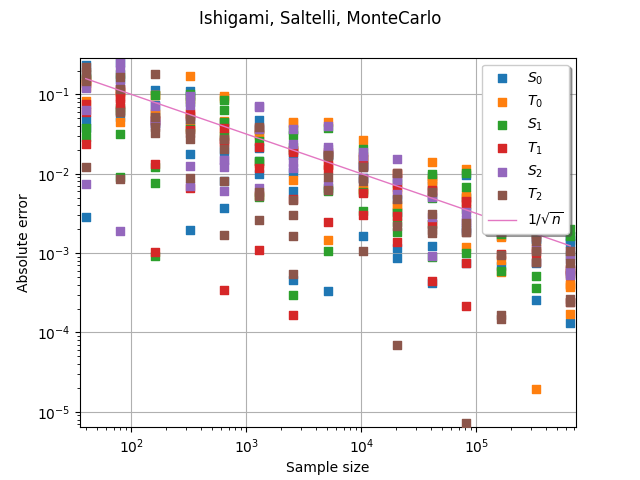 Ishigami, Saltelli, MonteCarlo
Absolute error
10⁻¹
10⁻²
10⁻³
10⁻⁴
10⁻⁵
S₀
T₀
S₁
T₁
S₂
T₂
1/√n
10²
10³
10⁴
10⁵
Sample size